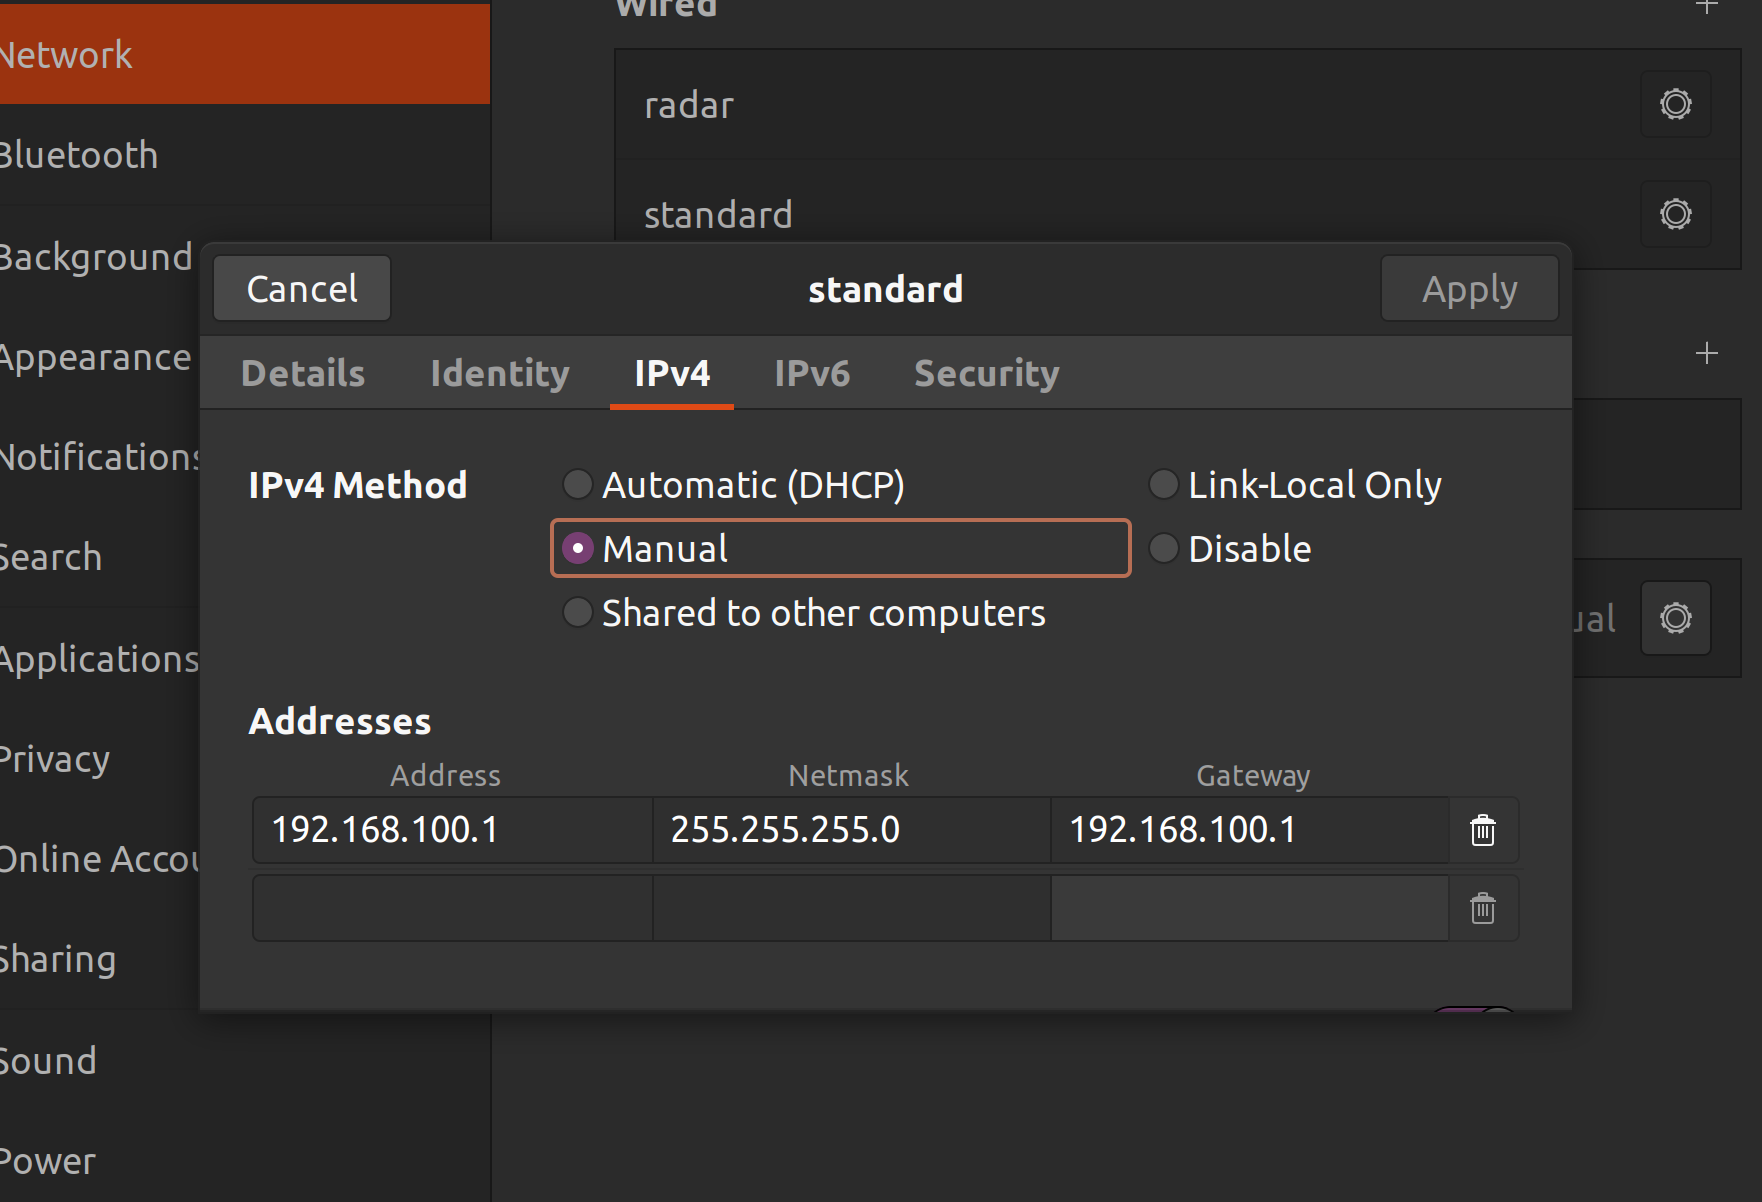 Wired
Network
radar
Bluetooth
standard
Background
Cancel
standard
Apply
Details Identity IPv4 IPv6 Security
Appearance
Notifications
IPv4 Method
Automatic (DHCP)
Link-Local Only
Manual
Disable
Shared to other computers
Search
Applications
Privacy
Addresses
Address Netmask Gateway
192.168.100.1 255.255.255.0 192.168.100.1
Online Accou
Sharing
Sound
Power